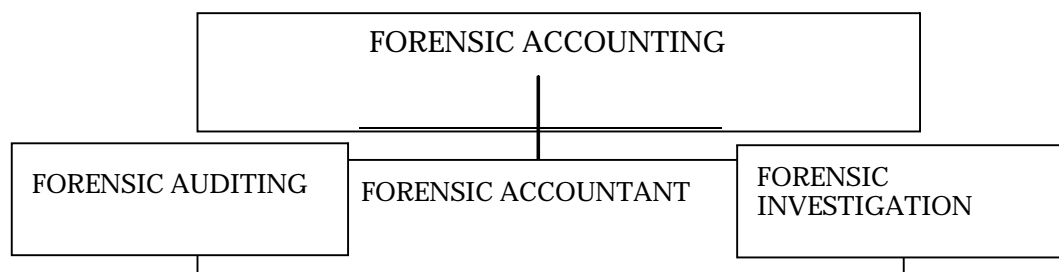 FORENSIC ACCOUNTING
FORENSIC AUDITING
FORENSIC ACCOUNTANT
FORENSIC
INVESTIGATION